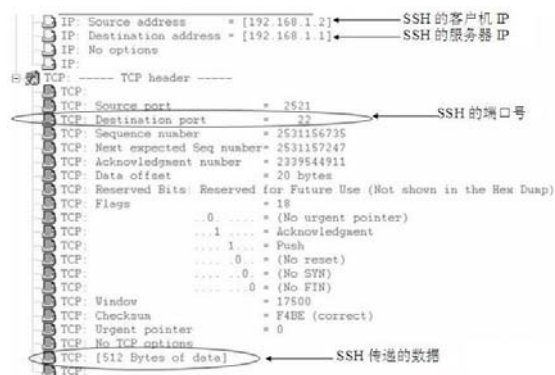 IP: Source address = [192.168.1.2] SSH 的客户机 IP
IP: Destination address = [192.168.1.1] SSH 的服务器 IP
IP: No options
IP:
TCP: ----- TCP header -----
TCP:
TCP: Source port = 2521
TCP: Destination port = 22 SSH 的端口号
TCP: Sequence number = 2531156735
TCP: Next expected Seq number= 2531157247
TCP: Acknowledgment number = 2339544911
TCP: Data offset = 20 bytes
TCP: Reserved Bits: Reserved for Future Use (Not shown in the Hex Dump)
TCP: Flags = 18
TCP: ..0. .... = (No urgent pointer)
TCP: ...1 .... = Acknowledgment
TCP: .... 1... = Push
TCP: .... .0.. = (No reset)
TCP: .... ..0. = (No SYN)
TCP: .... ...0 = (No FIN)
TCP: Window = 17500
TCP: Checksum = F4BE (correct)
TCP: Urgent pointer = 0
TCP: No TCP options
TCP: [512 Bytes of data] SSH 传递的数据
TCP: